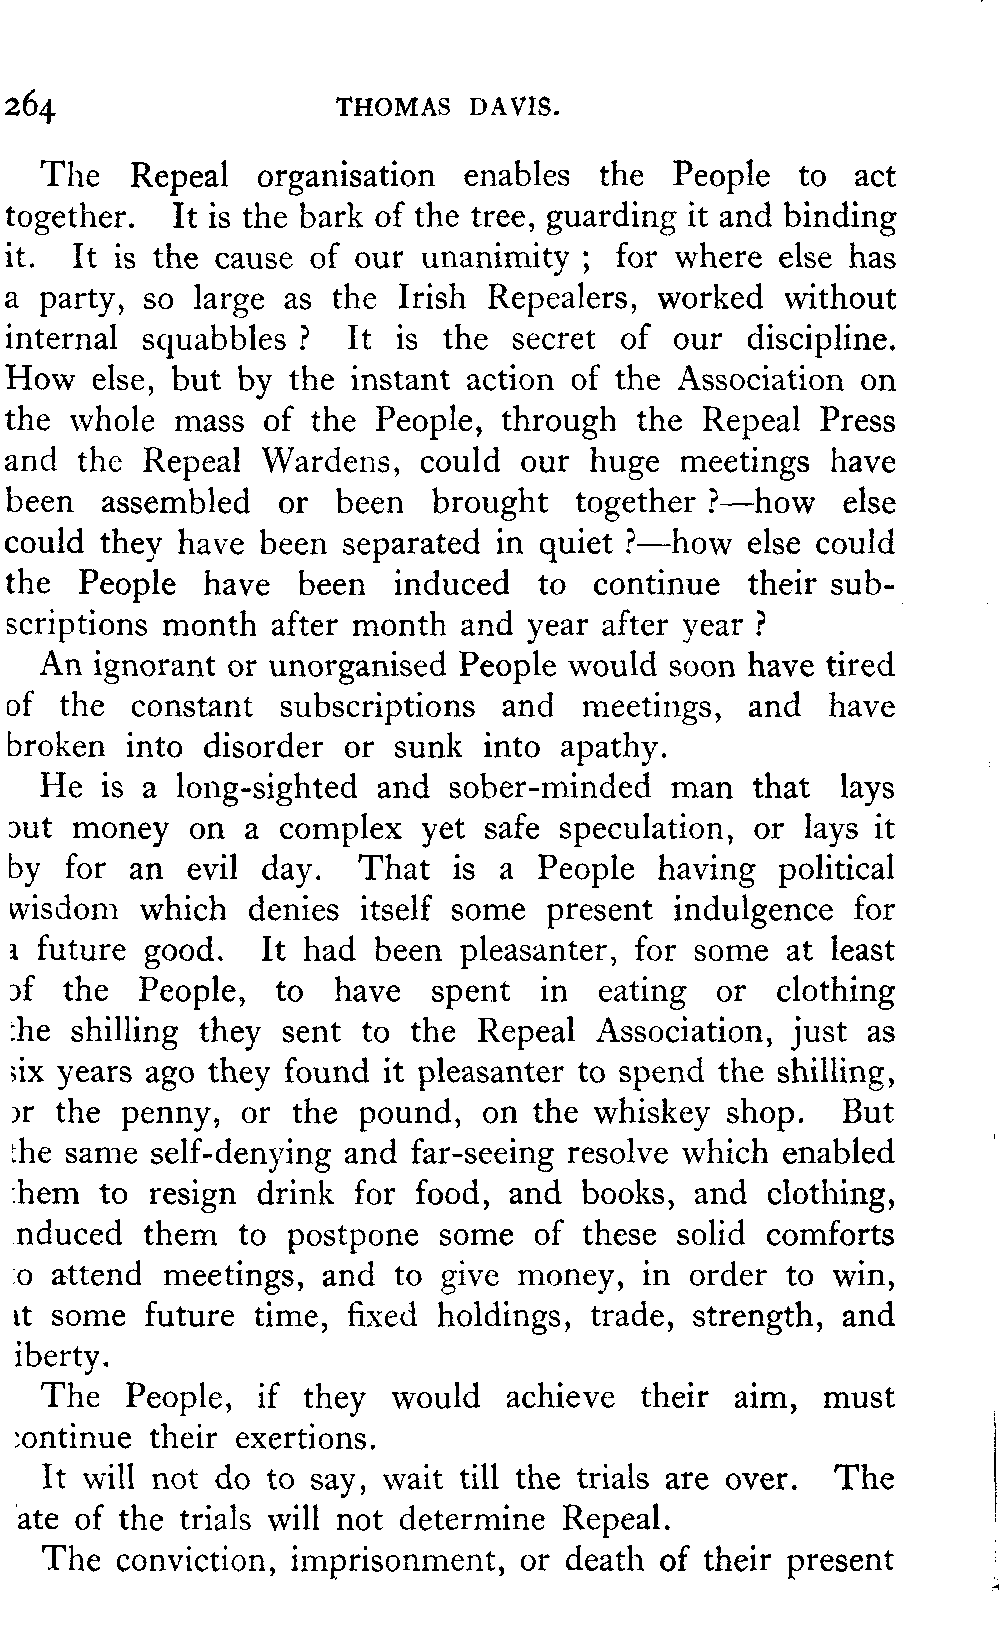 264 THOMAS DAVIS.
The Repeal organisation enables the People to act
together. It is the bark of the tree, guarding it and binding
it. It is the cause of our unanimity ; for where else has
a party, so large as the Irish Repealers, worked without
internal squabbles ? It is the secret of our discipline.
How else, but by the instant action of the Association on
the whole mass of the People, through the Repeal Press
and the Repeal Wardens, could our huge meetings have
been assembled or been brought together ?—how else
could they have been separated in quiet ?—how else could
the People have been induced to continue their sub-
scriptions month after month and year after year ?
An ignorant or unorganised People would soon have tired
of the constant subscriptions and meetings, and have
broken into disorder or sunk into apathy.
He is a long-sighted and sober-minded man that lays
out money on a complex yet safe speculation, or lays it
by for an evil day. That is a People having political
wisdom which denies itself some present indulgence for
a future good. It had been pleasanter, for some at least
of the People, to have spent in eating or clothing
the shilling they sent to the Repeal Association, just as
six years ago they found it pleasanter to spend the shilling,
or the penny, or the pound, on the whiskey shop. But
the same self-denying and far-seeing resolve which enabled
them to resign drink for food, and books, and clothing,
nduced them to postpone some of these solid comforts
to attend meetings, and to give money, in order to win,
at some future time, fixed holdings, trade, strength, and
iberty.
The People, if they would achieve their aim, must
continue their exertions.
It will not do to say, wait till the trials are over. The
ate of the trials will not determine Repeal.
The conviction, imprisonment, or death of their present